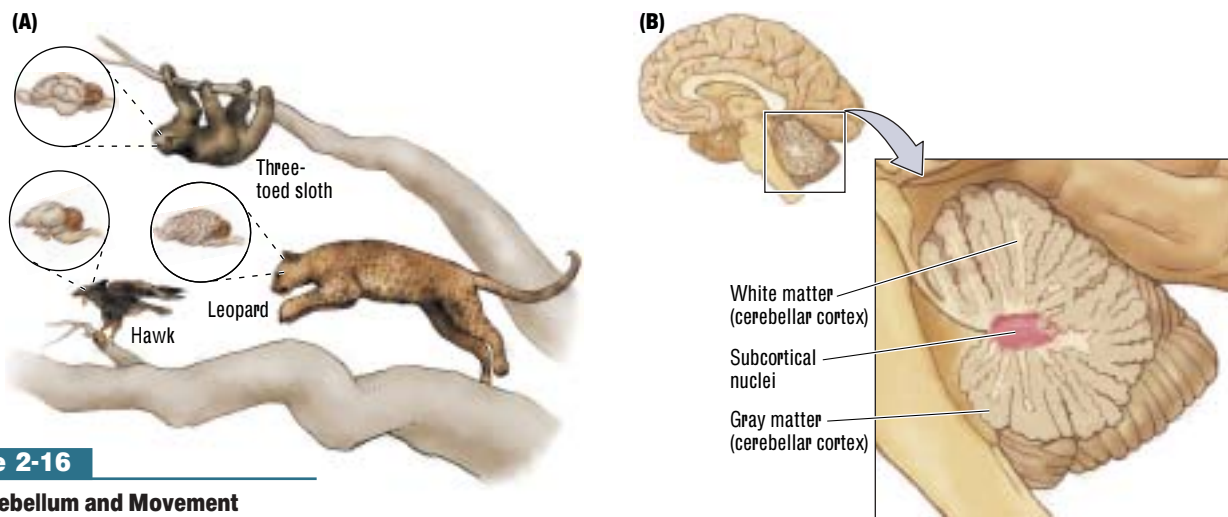 (A)
Three-
toed sloth
Leopard
Hawk
2-16
and Movement
(B)
White matter
(cerebellar cortex)
Subcortical
nuclei
Gray matter
(cerebellar cortex)